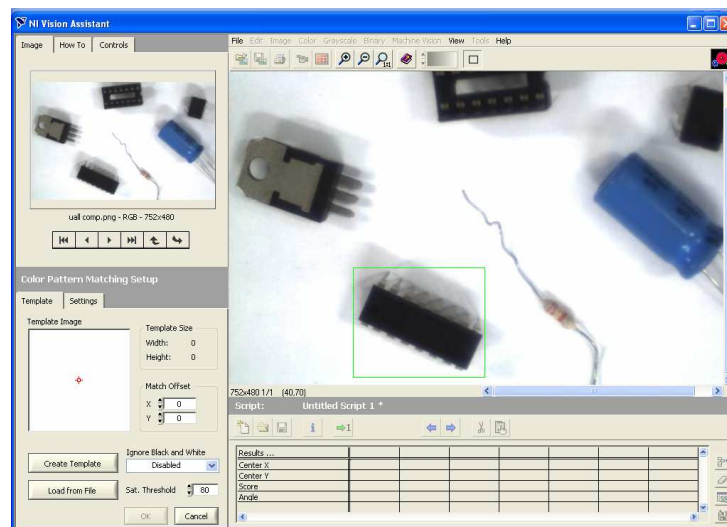 NI Vision Assistant
Image How To Controls
File Edit Image Color Grayscale Binary Machine Vision View Tools Help
1:1
uall comp.png - RGB - 752x480
Color Pattern Matching Setup
Template Settings
Template Image
Template Size
Width: 0
Height: 0
Match Offset
X 0
Y 0
Create Template
Ignore Black and White
Disabled
Load from File
Sat. Threshold 80
OK Cancel
752x480 1/1 (40,70)
Script: Untitled Script 1 *
1
Results ...
Center X
Center Y
Score
Angle